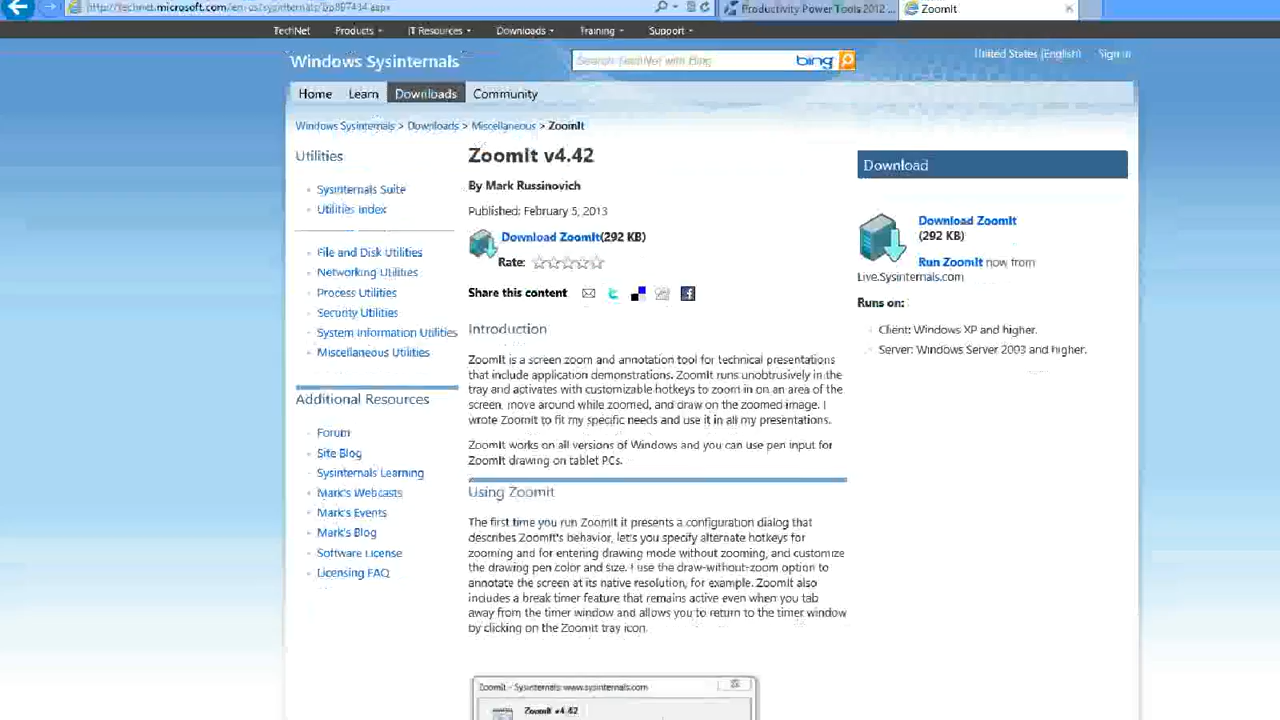 http://technet.microsoft.com/en-us/sysinternals/bb897434.aspx
Productivity Power Tools 2012 ...
ZoomIt
TechNet Products IT Resources Downloads Training Support
United States (English) Sign in
Windows Sysinternals
Search TechNet with Bing
bing
Home Learn Downloads Community
Windows Sysinternals > Downloads > Miscellaneous > ZoomIt
Utilities
Sysinternals Suite
Utilities Index
File and Disk Utilities
Networking Utilities
Process Utilities
Security Utilities
System Information Utilities
Miscellaneous Utilities
Additional Resources
Forum
Site Blog
Sysinternals Learning
Mark's Webcasts
Mark's Events
Mark's Blog
Software License
Licensing FAQ
ZoomIt v4.42
By Mark Russinovich
Published: February 5, 2013
Download ZoomIt(292 KB)
Rate:
Share this content
Introduction
ZoomIt is a screen zoom and annotation tool for technical presentations
that include application demonstrations. ZoomIt runs unobtrusively in the
tray and activates with customizable hotkeys to zoom in on an area of the
screen, move around while zoomed, and draw on the zoomed image. I
wrote ZoomIt to fit my specific needs and use it in all my presentations.
ZoomIt works on all versions of Windows and you can use pen input for
ZoomIt drawing on tablet PCs.
Using ZoomIt
The first time you run ZoomIt it presents a configuration dialog that
describes ZoomIt's behavior, let's you specify alternate hotkeys for
zooming and for entering drawing mode without zooming, and customize
the drawing pen color and size. I use the draw-without-zoom option to
annotate the screen at its native resolution, for example. ZoomIt also
includes a break timer feature that remains active even when you tab
away from the timer window and allows you to return to the timer window
by clicking on the ZoomIt tray icon.
ZoomIt - Sysinternals: www.sysinternals.com
ZoomIt v4.42
Download
Download ZoomIt
(292 KB)
Run ZoomIt now from
Live.Sysinternals.com
Runs on:
Client: Windows XP and higher.
Server: Windows Server 2003 and higher.